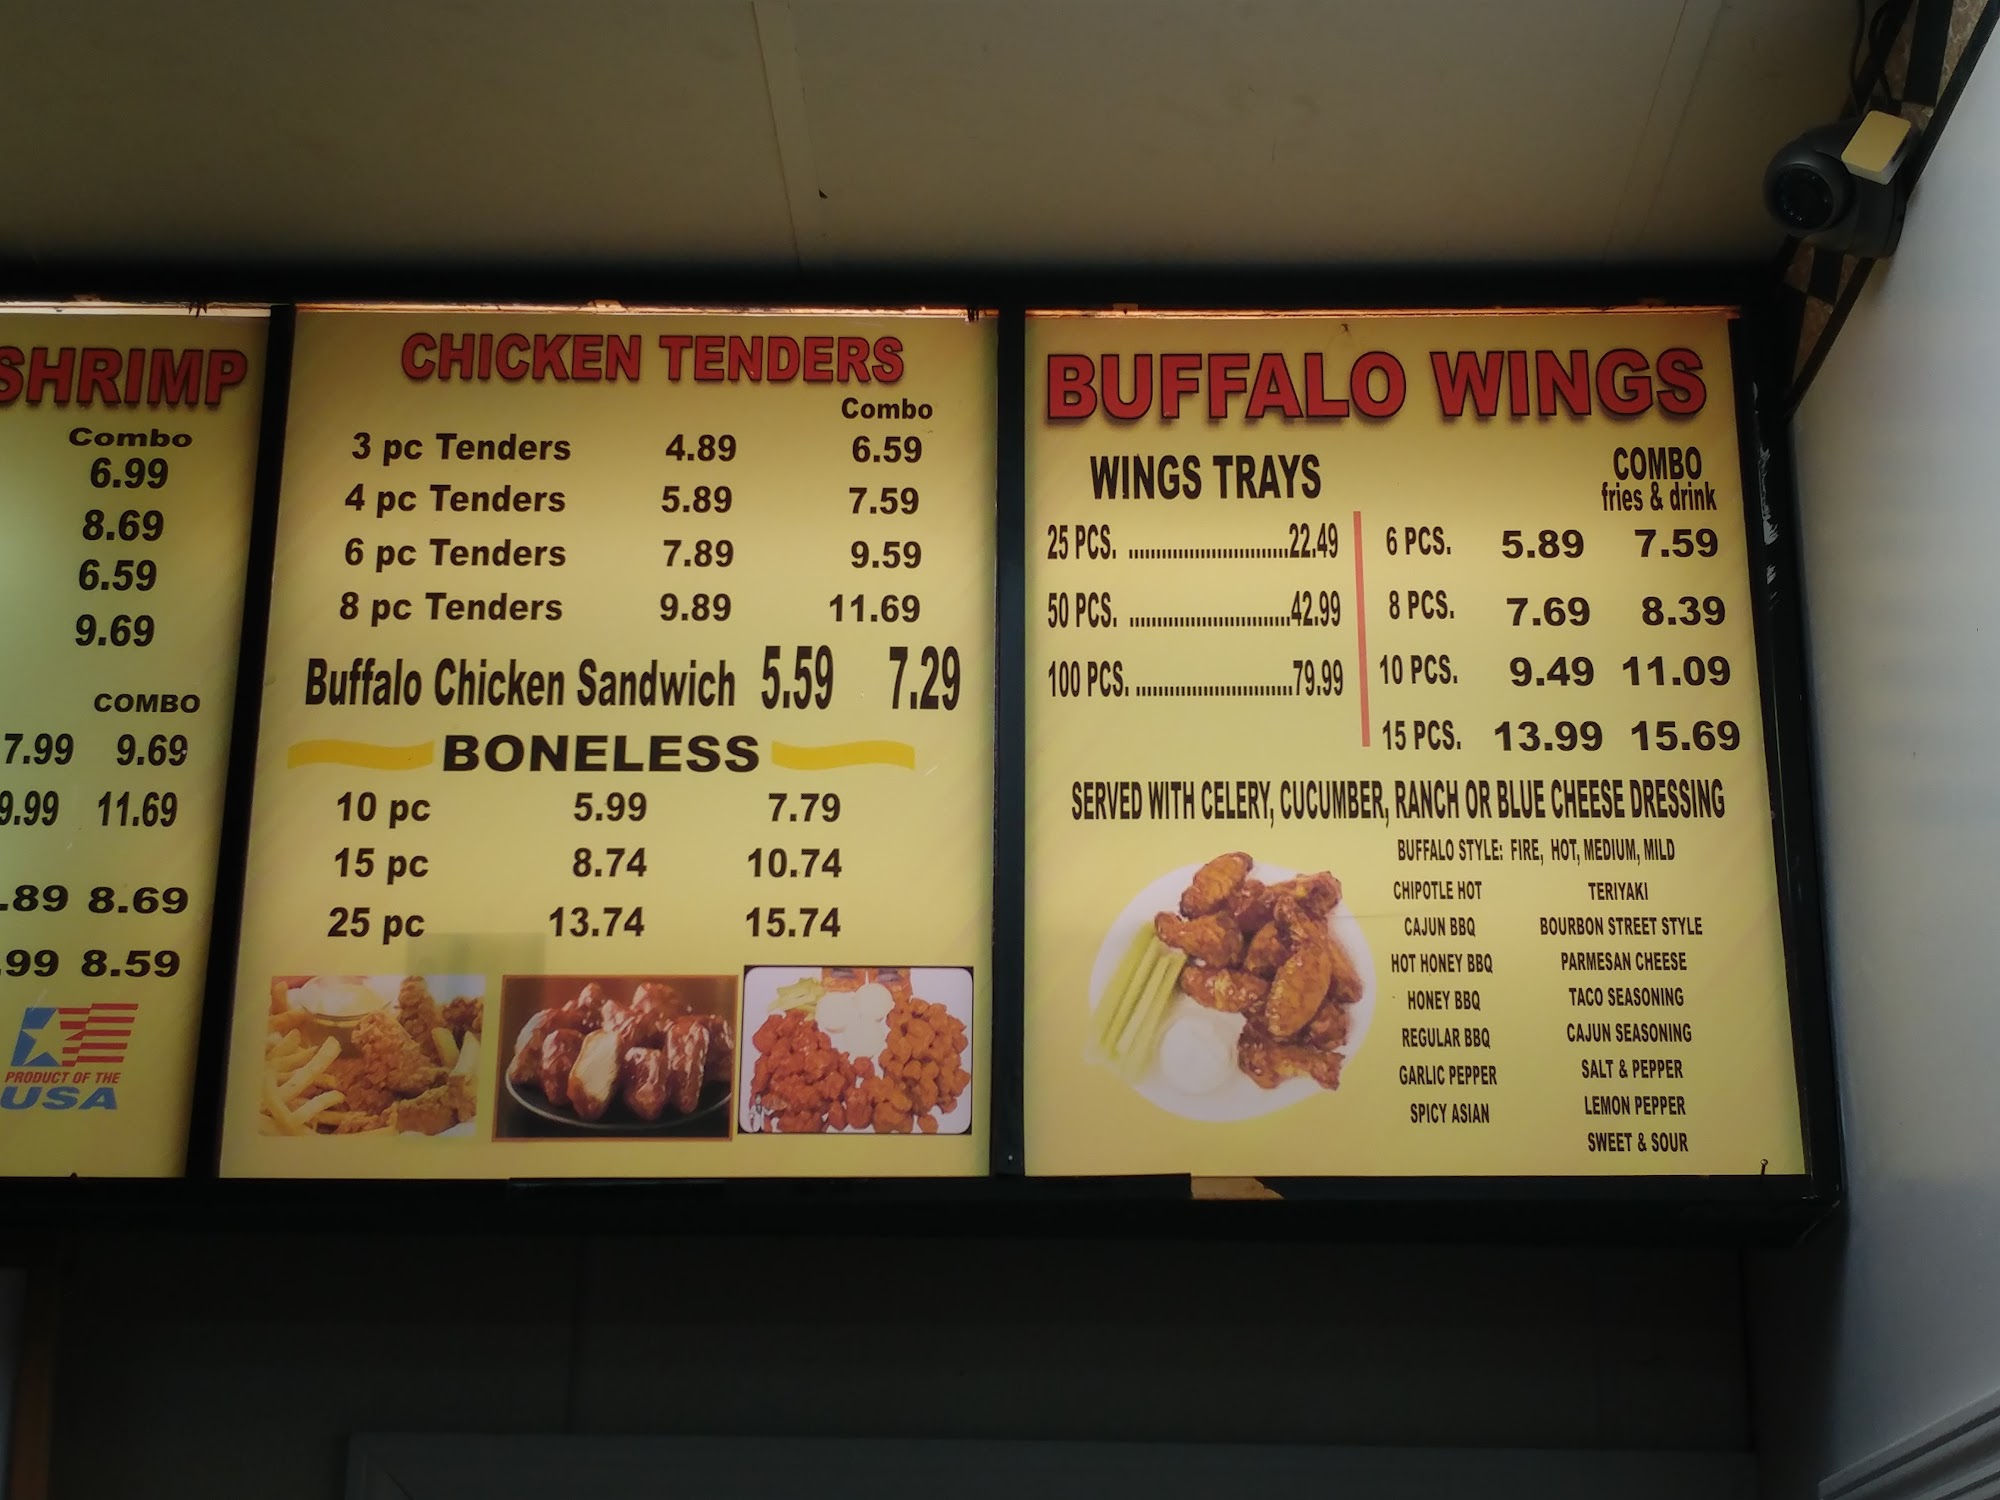 SHRIMP
Combo
6.99
8.69
6.59
9.69
COMBO
7.99 9.69
9.99 11.69
.89 8.69
.99 8.59
PRODUCT OF THE
USA
CHICKEN TENDERS
Combo
3 pc Tenders 4.89 6.59
4 pc Tenders 5.89 7.59
6 pc Tenders 7.89 9.59
8 pc Tenders 9.89 11.69
Buffalo Chicken Sandwich 5.59 7.29
BONELESS
10 pc 5.99 7.79
15 pc 8.74 10.74
25 pc 13.74 15.74
BUFFALO WINGS
WINGS TRAYS
25 PCS. ..............................22.49
50 PCS. ..............................42.99
100 PCS. .............................79.99
COMBO
fries & drink
6 PCS. 5.89 7.59
8 PCS. 7.69 8.39
10 PCS. 9.49 11.09
15 PCS. 13.99 15.69
SERVED WITH CELERY, CUCUMBER, RANCH OR BLUE CHEESE DRESSING
BUFFALO STYLE: FIRE, HOT, MEDIUM, MILD
CHIPOTLE HOT
CAJUN BBQ
HOT HONEY BBQ
HONEY BBQ
REGULAR BBQ
GARLIC PEPPER
SPICY ASIAN
TERIYAKI
BOURBON STREET STYLE
PARMESAN CHEESE
TACO SEASONING
CAJUN SEASONING
SALT & PEPPER
LEMON PEPPER
SWEET & SOUR